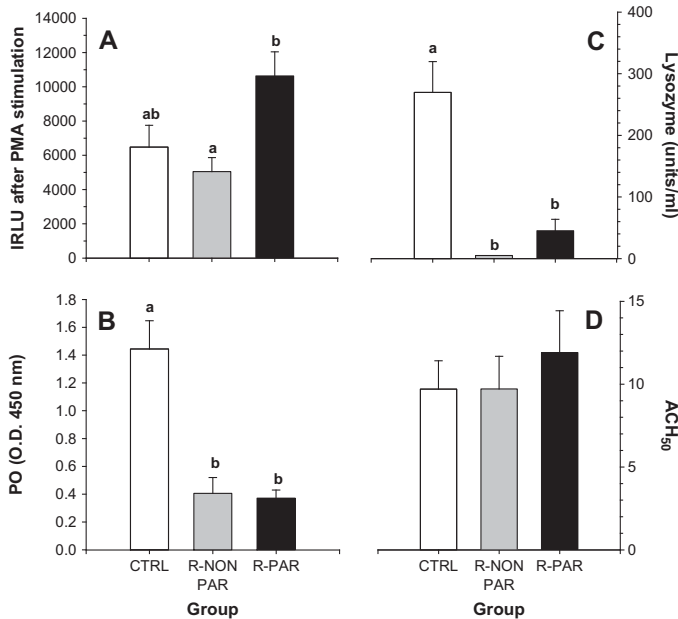 A
IRLU after PMA stimulation
14000
12000
10000
8000
6000
4000
2000
0
ab
a
b
C
Lysozyme (units/ml)
400
300
200
100
0
a
b
b
B
PO (O.D. 450 nm)
1.8
1.6
1.4
1.2
1.0
0.8
0.6
0.4
0.2
0.0
a
b
b
CTRL
R-NON
PAR
R-PAR
Group
D
ACH50
15
10
5
0
CTRL
R-NON
PAR
R-PAR
Group